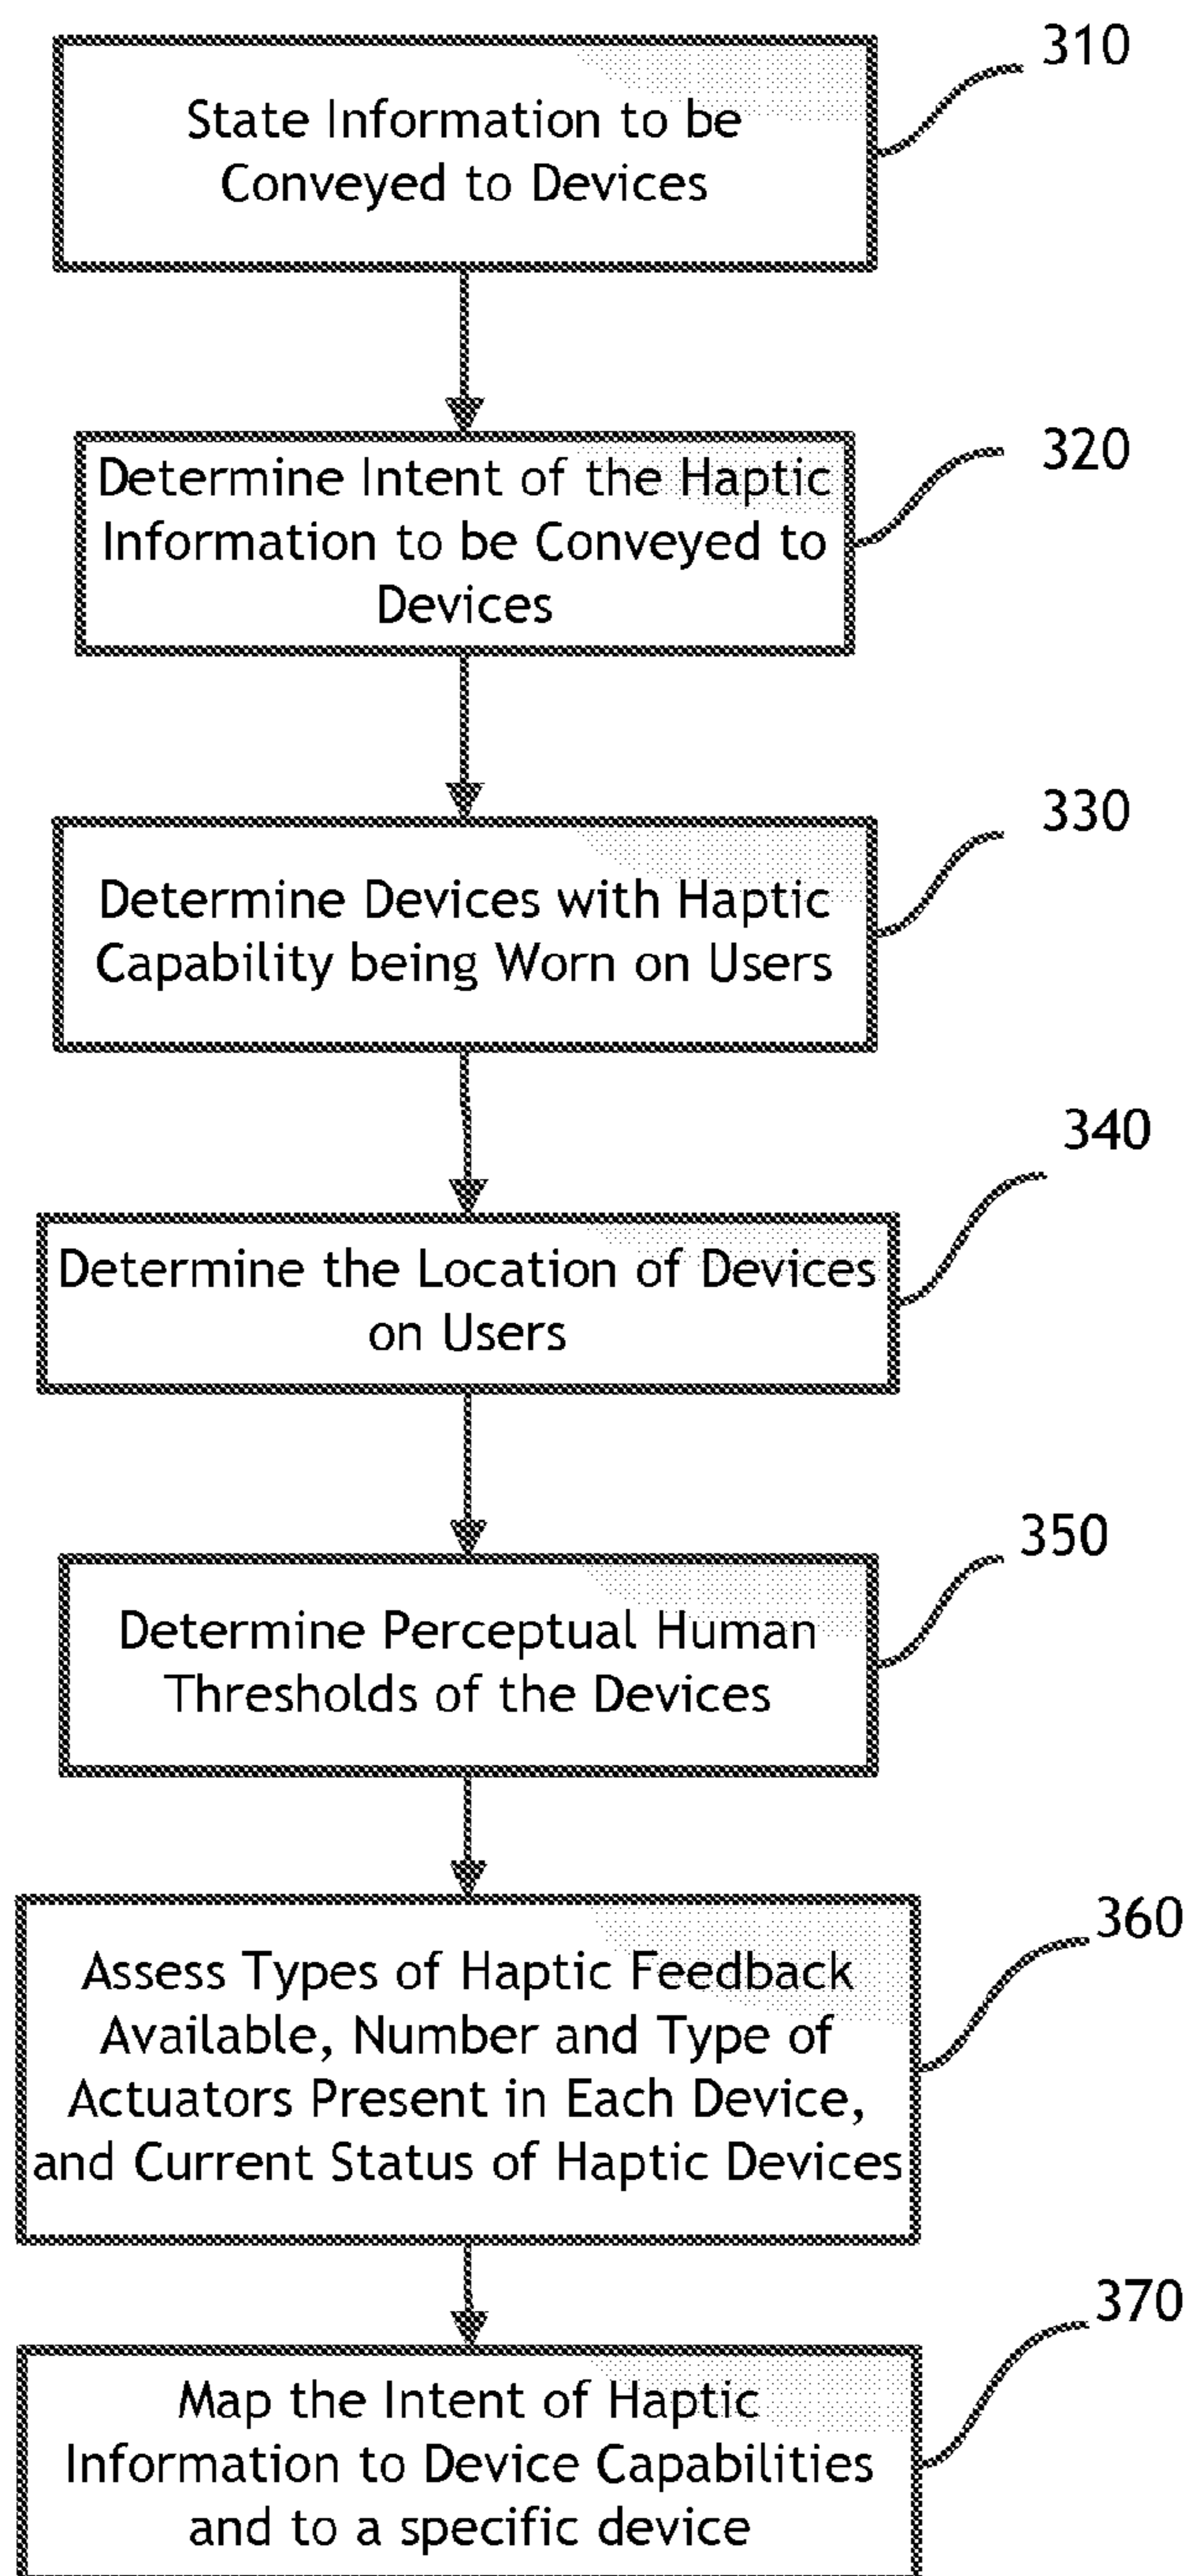 310
State Information to be
Conveyed to Devices
320
Determine Intent of the Haptic
Information to be Conveyed to
Devices
330
Determine Devices with Haptic
Capability being Worn on Users
340
Determine the Location of Devices
on Users
350
Determine Perceptual Human
Thresholds of the Devices
360
Assess Types of Haptic Feedback
Available, Number and Type of
Actuators Present in Each Device,
and Current Status of Haptic Devices
370
Map the Intent of Haptic
Information to Device Capabilities
and to a specific device